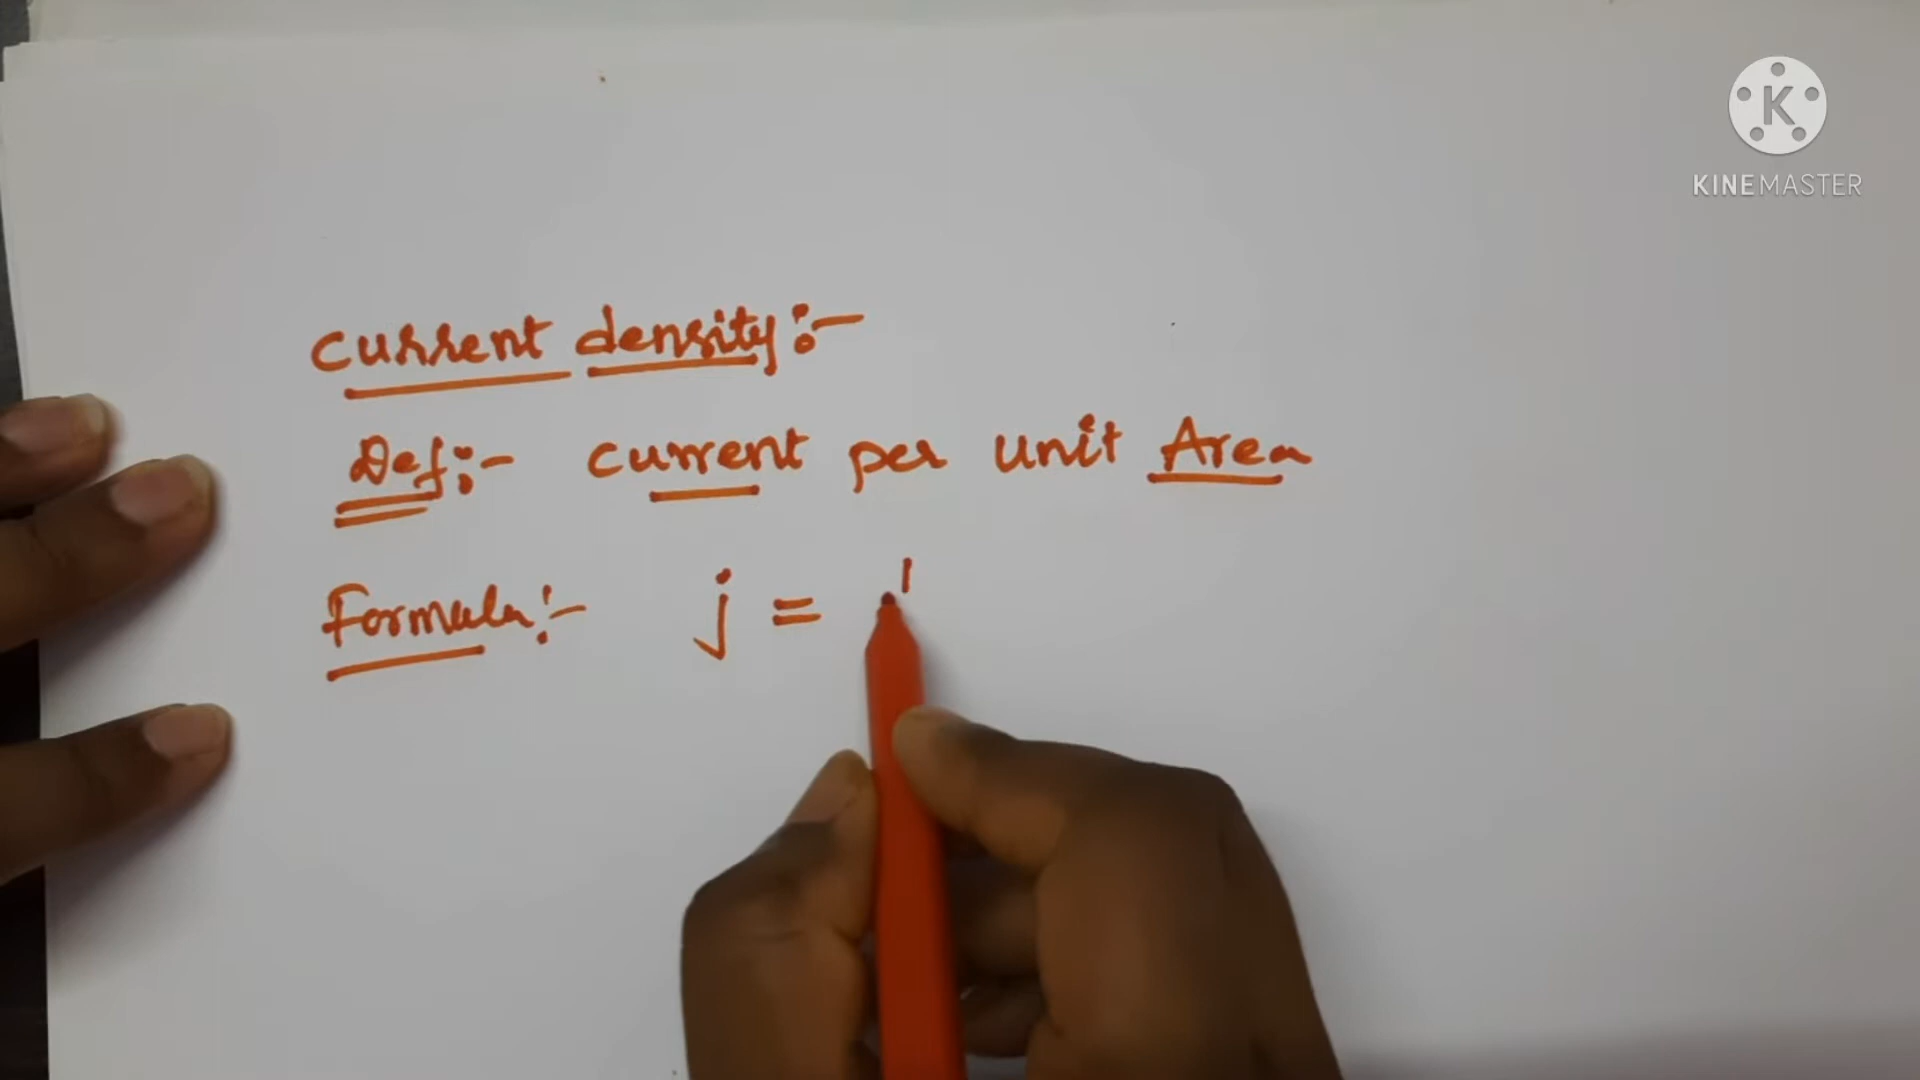 K
KINEMASTER
Current density:-
Def:- Current per unit Area
Formula:- j =